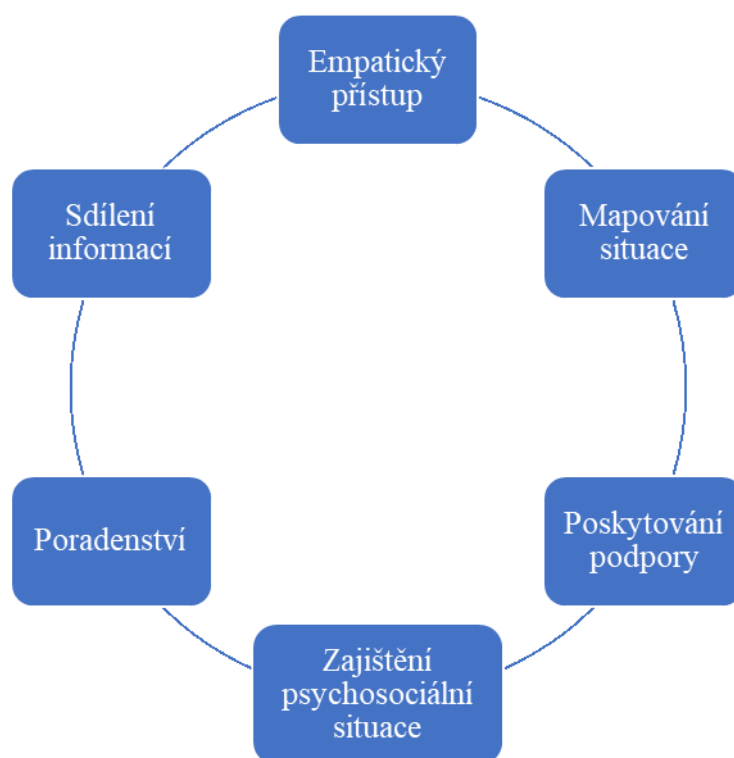 Empatický
přístup
Mapování
situace
Poskytování
podpory
Zajištění
psychosociální
situace
Poradenství
Sdílení
informací